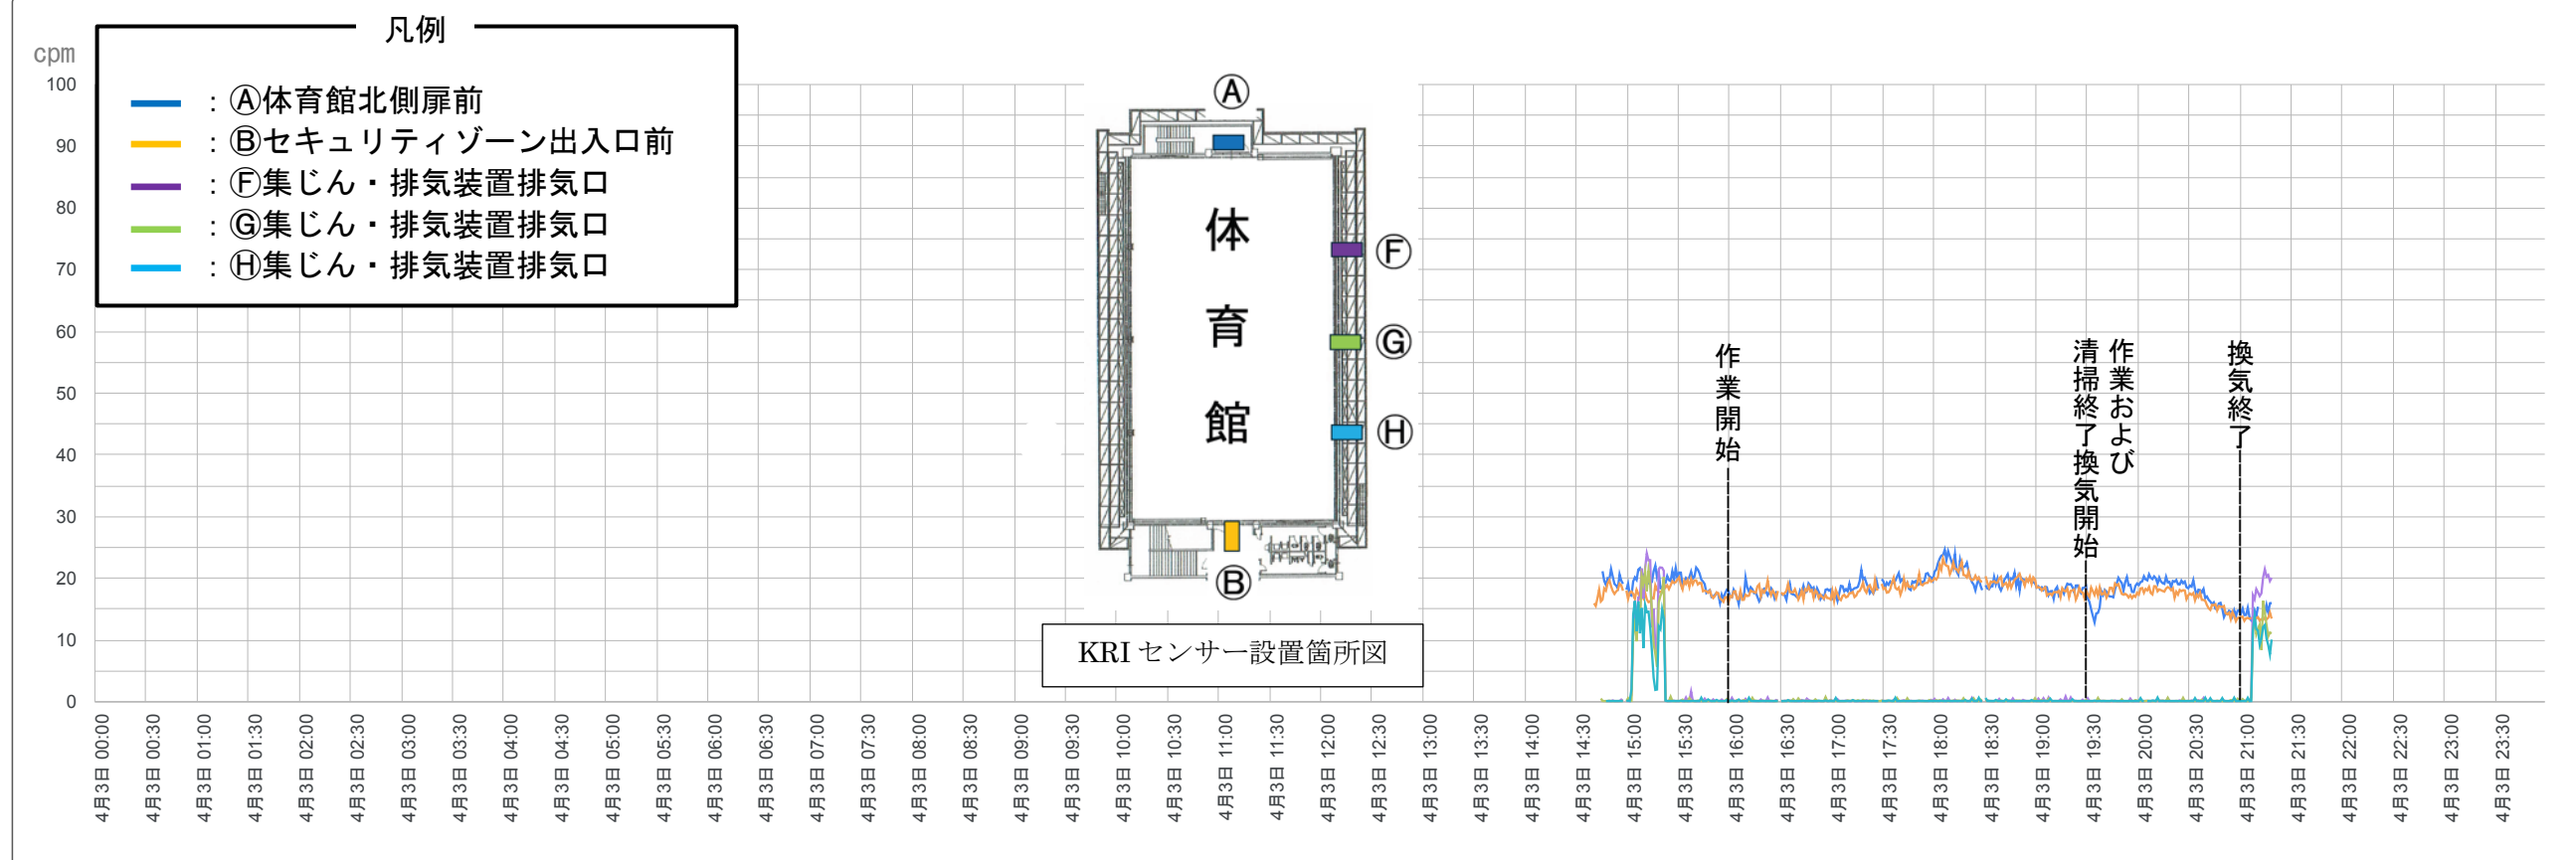 凡例
cpm
：Ⓐ体育館北側扉前
：Ⓑセキュリティゾーン出入口前
：Ⓕ集じん・排気装置排気口
：Ⓖ集じん・排気装置排気口
：Ⓗ集じん・排気装置排気口
100
90
80
70
60
50
40
30
20
10
0
Ⓐ
体育館
Ⓕ
Ⓖ
Ⓗ
Ⓑ
KRIセンサー設置箇所図
作業開始
作業および
清掃終了換気開始
換気終了
4月3日 00:00
4月3日 00:30
4月3日 01:00
4月3日 01:30
4月3日 02:00
4月3日 02:30
4月3日 03:00
4月3日 03:30
4月3日 04:00
4月3日 04:30
4月3日 05:00
4月3日 05:30
4月3日 06:00
4月3日 06:30
4月3日 07:00
4月3日 07:30
4月3日 08:00
4月3日 08:30
4月3日 09:00
4月3日 09:30
4月3日 10:00
4月3日 10:30
4月3日 11:00
4月3日 11:30
4月3日 12:00
4月3日 12:30
4月3日 13:00
4月3日 13:30
4月3日 14:00
4月3日 14:30
4月3日 15:00
4月3日 15:30
4月3日 16:00
4月3日 16:30
4月3日 17:00
4月3日 17:30
4月3日 18:00
4月3日 18:30
4月3日 19:00
4月3日 19:30
4月3日 20:00
4月3日 20:30
4月3日 21:00
4月3日 21:30
4月3日 22:00
4月3日 22:30
4月3日 23:00
4月3日 23:30